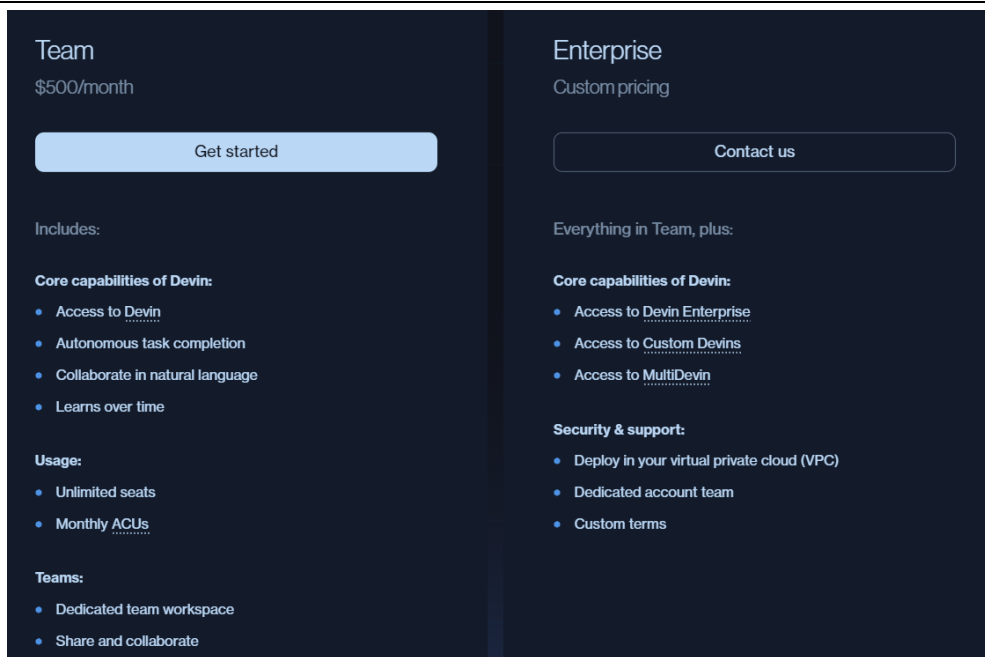 Team
$500/month
Get started
Includes:
Core capabilities of Devin:
Access to Devin
Autonomous task completion
Collaborate in natural language
Learns over time
Usage:
Unlimited seats
Monthly ACUs
Teams:
Dedicated team workspace
Share and collaborate
Enterprise
Custom pricing
Contact us
Everything in Team, plus:
Core capabilities of Devin:
Access to Devin Enterprise
Access to Custom Devins
Access to MultiDevin
Security & support:
Deploy in your virtual private cloud (VPC)
Dedicated account team
Custom terms